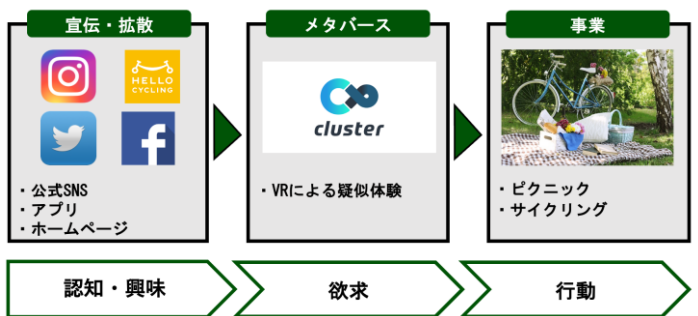 宣伝・拡散
メタバース
事業
HELLO
CYCLING
cluster
・公式SNS
・アプリ
・ホームページ
・VRによる疑似体験
・ピクニック
・サイクリング
認知・興味
欲求
行動